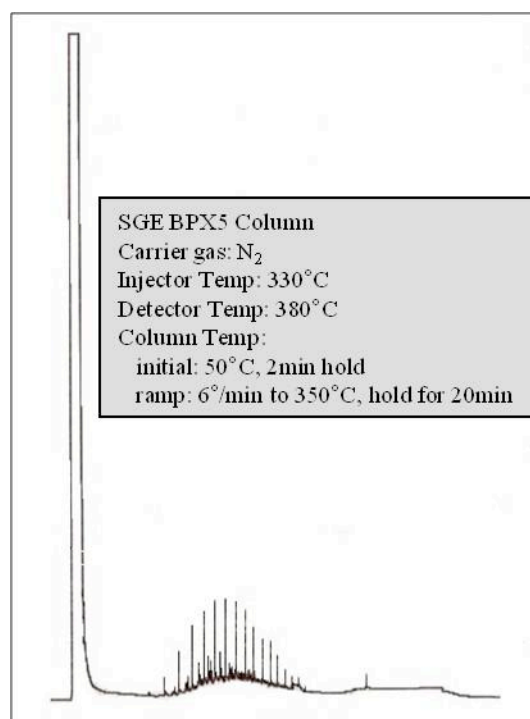 SGE BPX5 Column
Carrier gas: N₂
Injector Temp: 330°C
Detector Temp: 380°C
Column Temp:
initial: 50°C, 2min hold
ramp: 6°/min to 350°C, hold for 20min